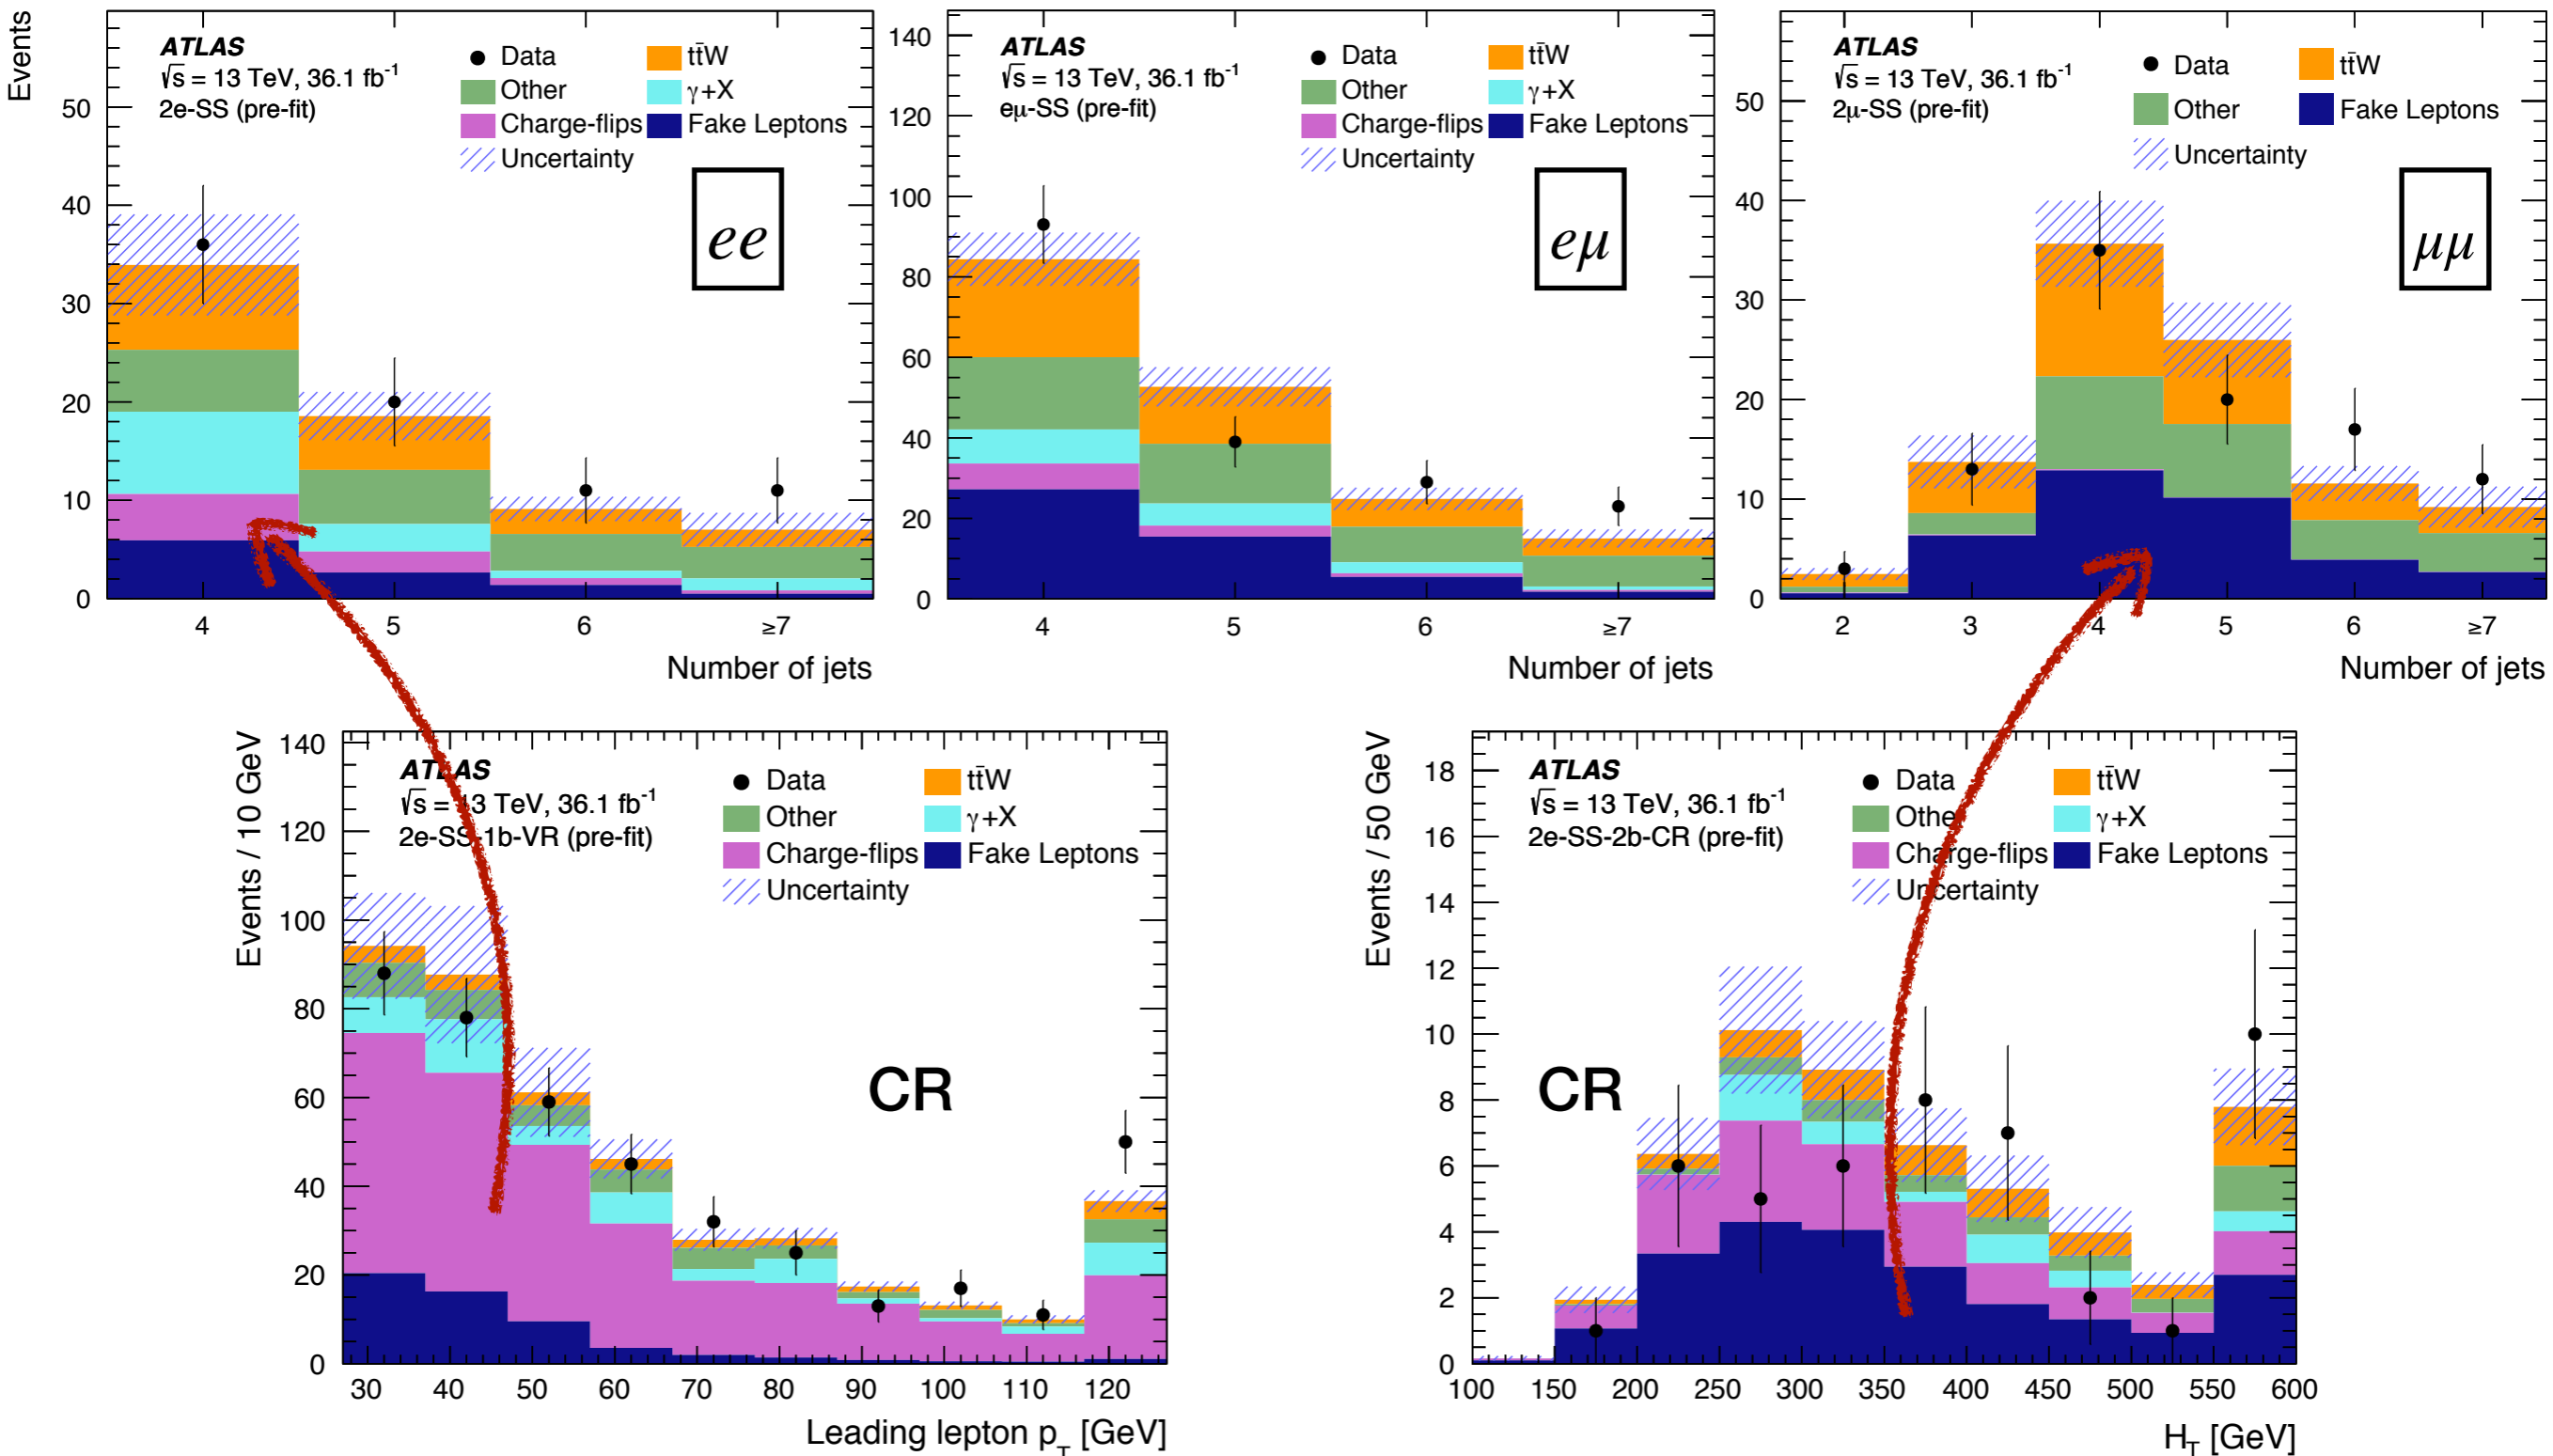 Events
50
40
30
20
10
0
ATLAS
√s = 13 TeV, 36.1 fb⁻¹
2e-SS (pre-fit)
Data
tt̄W
Other
γ+X
Charge-flips
Fake Leptons
Uncertainty
ee
4
5
6
≥7
Number of jets
140
120
100
80
60
40
20
0
ATLAS
√s = 13 TeV, 36.1 fb⁻¹
eμ-SS (pre-fit)
Data
tt̄W
Other
γ+X
Charge-flips
Fake Leptons
Uncertainty
eμ
4
5
6
≥7
Number of jets
50
40
30
20
10
0
ATLAS
√s = 13 TeV, 36.1 fb⁻¹
2μ-SS (pre-fit)
Data
tt̄W
Other
Fake Leptons
Uncertainty
μμ
2
3
4
5
6
≥7
Number of jets
Events / 10 GeV
140
120
100
80
60
40
20
0
ATLAS
√s = 13 TeV, 36.1 fb⁻¹
2e-SS-1b-VR (pre-fit)
Data
tt̄W
Other
γ+X
Charge-flips
Fake Leptons
Uncertainty
CR
30
40
50
60
70
80
90
100
110
120
Leading lepton p_T [GeV]
Events / 50 GeV
18
16
14
12
10
8
6
4
2
0
ATLAS
√s = 13 TeV, 36.1 fb⁻¹
2e-SS-2b-CR (pre-fit)
Data
tt̄W
Other
γ+X
Charge-flips
Fake Leptons
Uncertainty
CR
100
150
200
250
300
350
400
450
500
550
600
H_T [GeV]